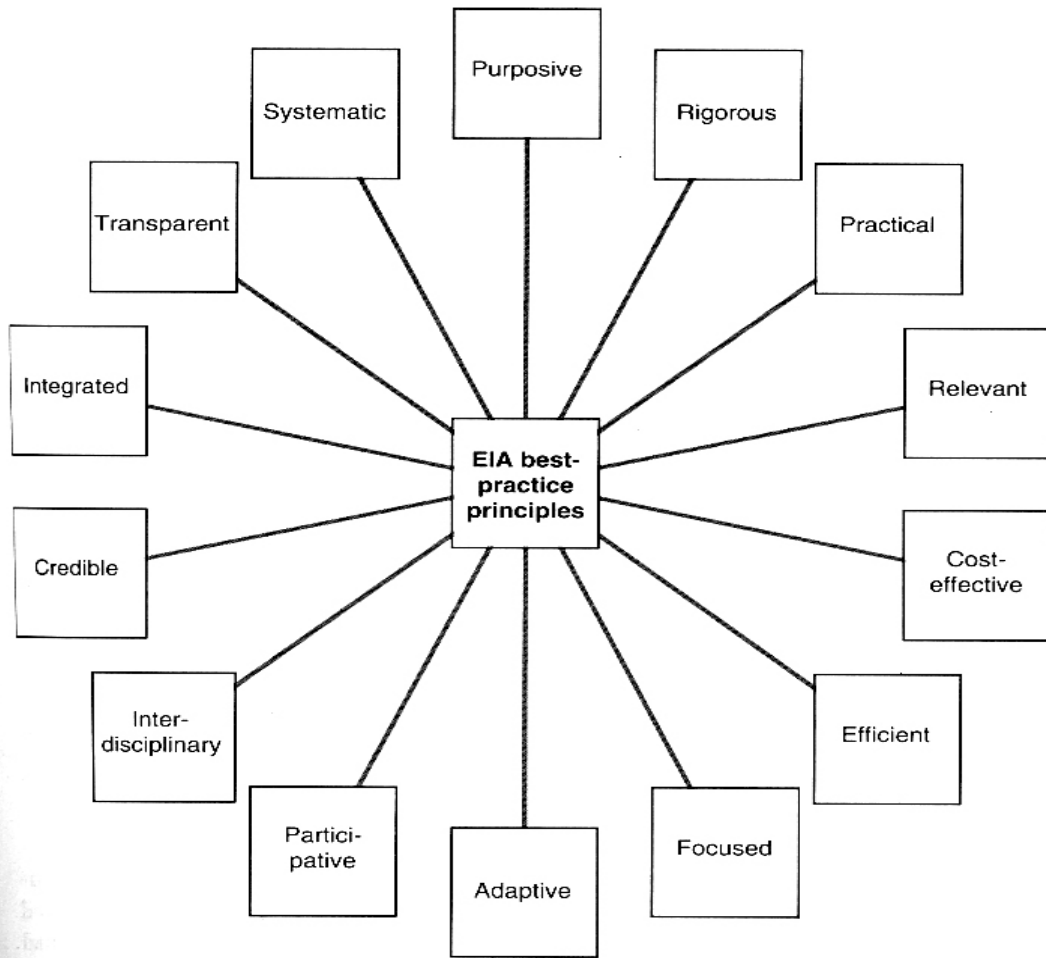 Purposive
Systematic
Rigorous
Transparent
Practical
Integrated
Relevant
EIA best-
practice
principles
Credible
Cost-
effective
Inter-
disciplinary
Efficient
Partici-
pative
Adaptive
Focused